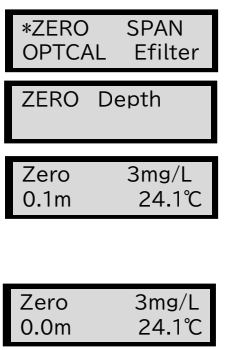 *ZERO SPAN
OPTCAL Efilter
ZERO Depth
Zero 3mg/L
0.1m 24.1℃
Zero 3mg/L
0.0m 24.1℃